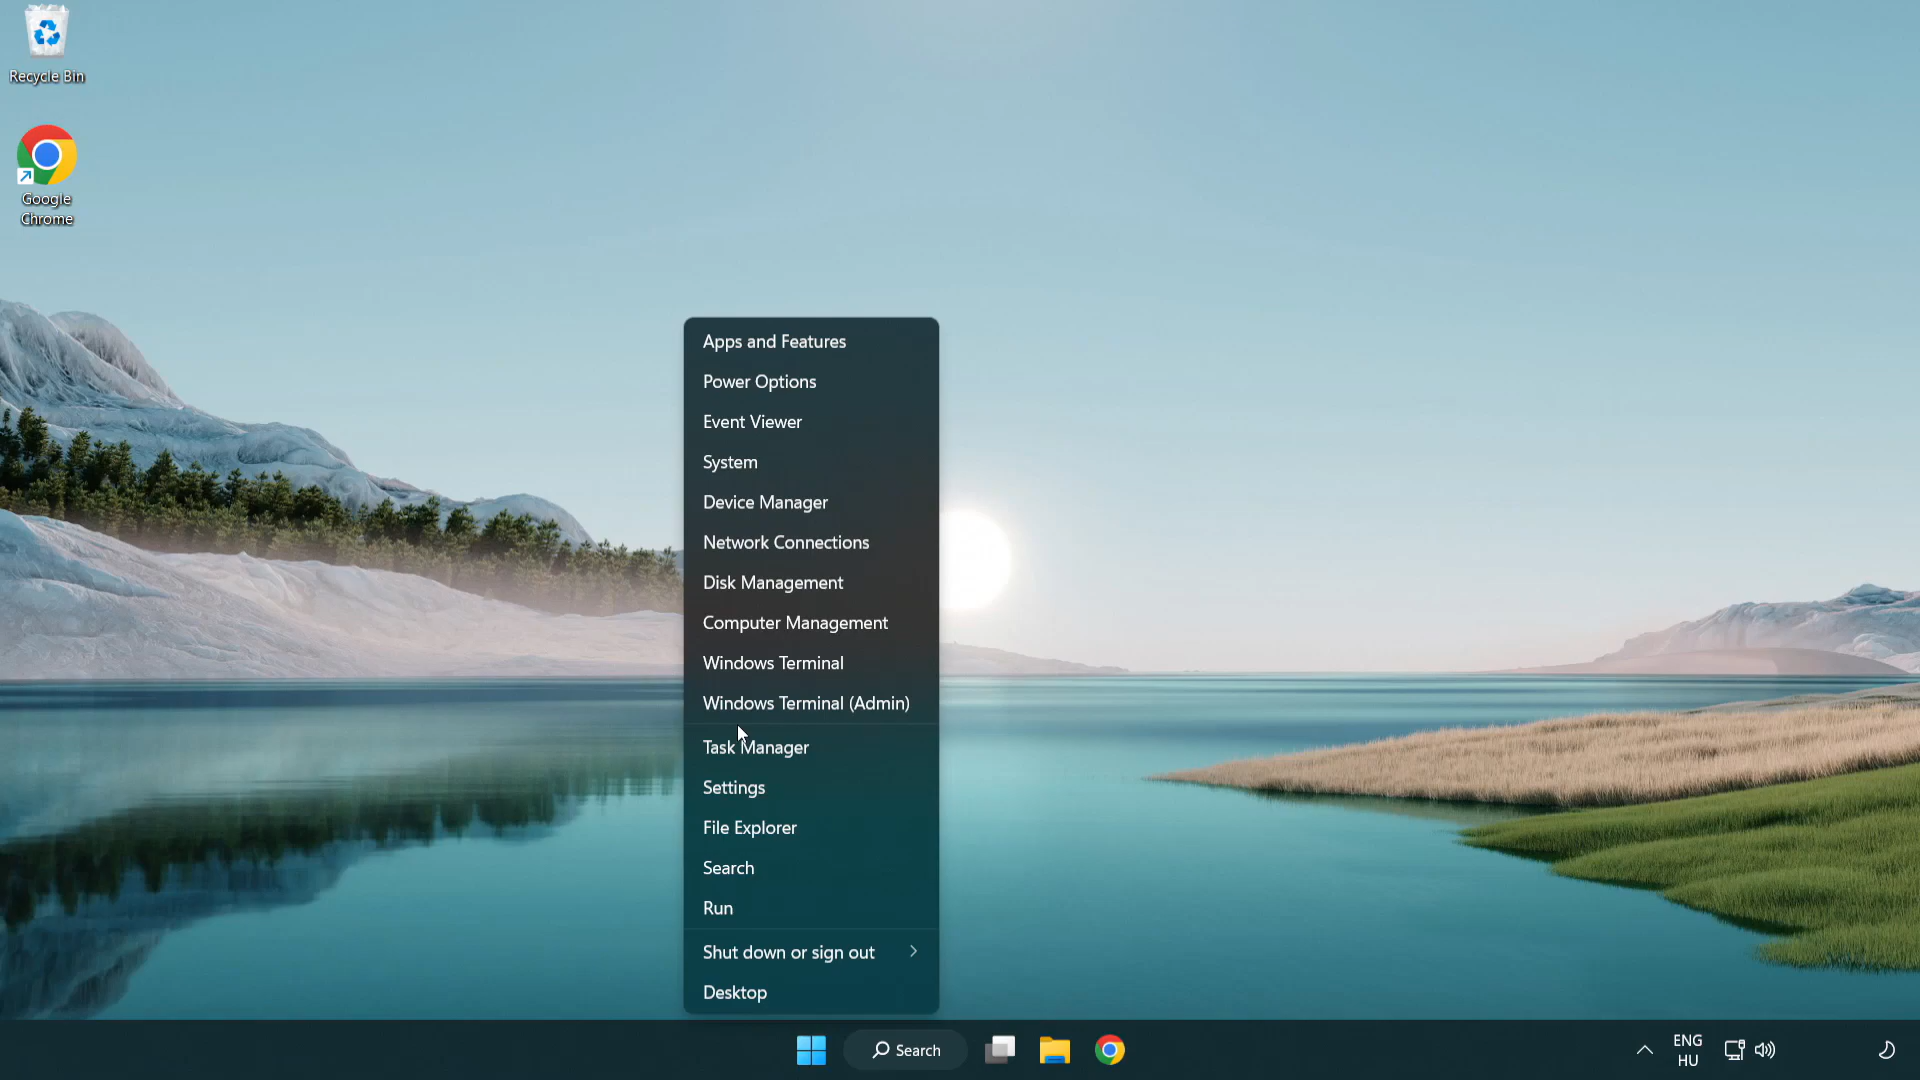 Recycle Bin
Google
Chrome
Apps and Features
Power Options
Event Viewer
System
Device Manager
Network Connections
Disk Management
Computer Management
Windows Terminal
Windows Terminal (Admin)
Task Manager
Settings
File Explorer
Search
Run
Shut down or sign out
Desktop
Search
ENG
HU